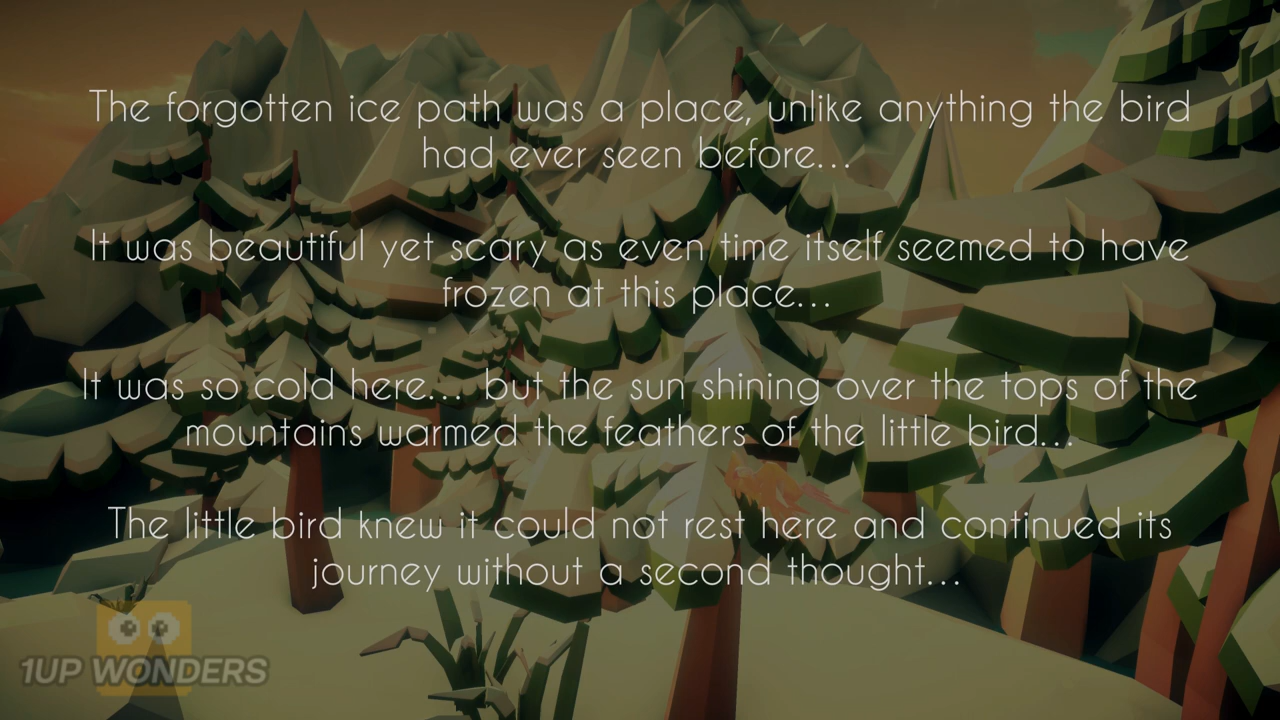 The forgotten ice path was a place, unlike anything the bird
had ever seen before...
It was beautiful yet scary as even time itself seemed to have
frozen at this place...
It was so cold here... but the sun shining over the tops of the
mountains warmed the feathers of the little bird...
The little bird knew it could not rest here and continued its
journey without a second thought...
1UP WONDERS